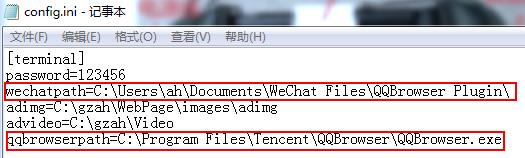 config.ini - 记事本
文件(F) 编辑(E) 格式(O) 查看(V) 帮助(H)
[terminal]
password=123456
wechatpath=C:\Users\ah\Documents\WeChat Files\QQBrowser Plugin\
adimg=C:\gzah\WebPage\images\adimg
advideo=C:\gzah\Video
qqbrowserpath=C:\Program Files\Tencent\QQBrowser\QQBrowser.exe